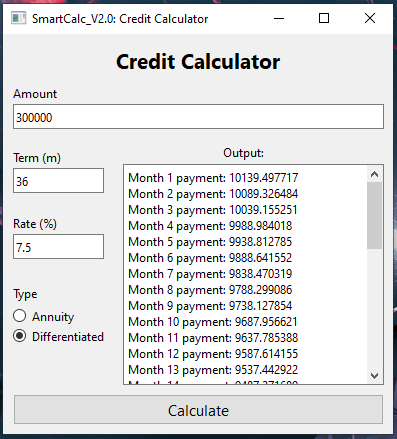 SmartCalc_V2.0: Credit Calculator
Credit Calculator
Amount
300000
Term (m)
36
Rate (%)
7.5
Type
Annuity
Differentiated
Output:
Month 1 payment: 10139.497717
Month 2 payment: 10089.326484
Month 3 payment: 10039.155251
Month 4 payment: 9988.984018
Month 5 payment: 9938.812785
Month 6 payment: 9888.641552
Month 7 payment: 9838.470319
Month 8 payment: 9788.299086
Month 9 payment: 9738.127854
Month 10 payment: 9687.956621
Month 11 payment: 9637.785388
Month 12 payment: 9587.614155
Month 13 payment: 9537.442922
Calculate